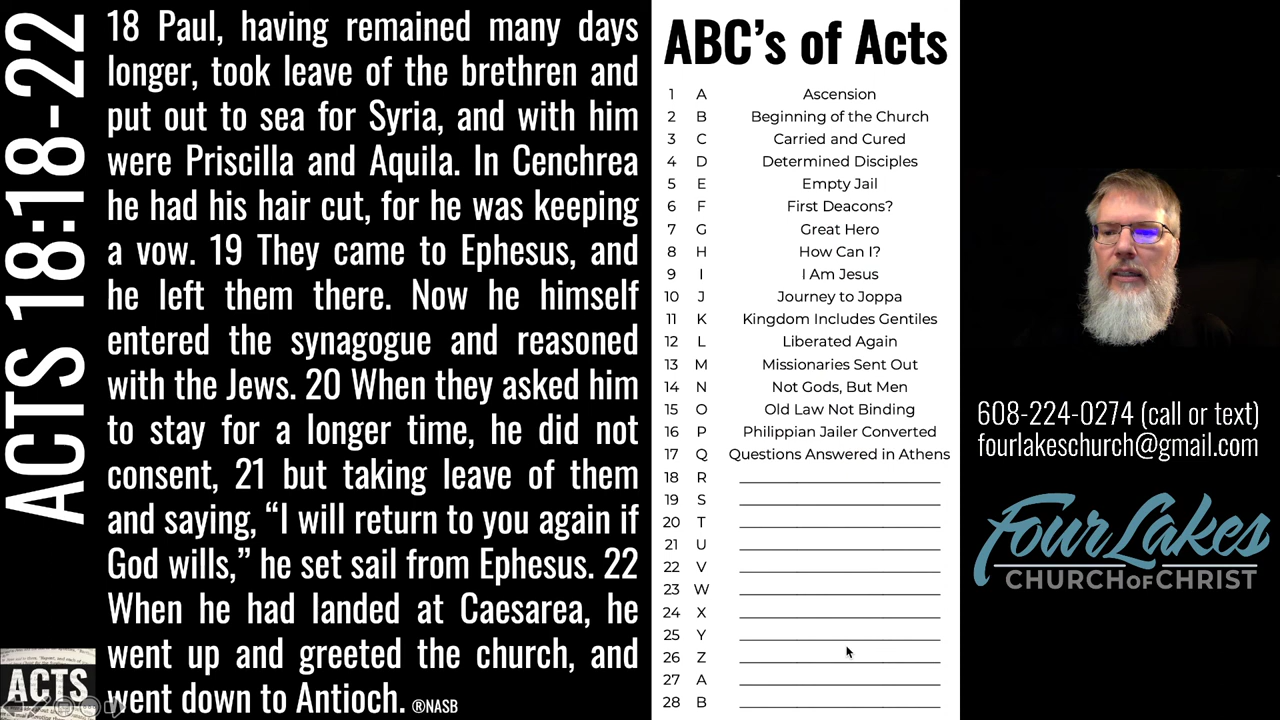 ACTS 18:18-22
18 Paul, having remained many days
longer, took leave of the brethren and
put out to sea for Syria, and with him
were Priscilla and Aquila. In Cenchrea
he had his hair cut, for he was keeping
a vow. 19 They came to Ephesus, and
he left them there. Now he himself
entered the synagogue and reasoned
with the Jews. 20 When they asked him
to stay for a longer time, he did not
consent, 21 but taking leave of them
and saying, “I will return to you again if
God wills,” he set sail from Ephesus. 22
When he had landed at Caesarea, he
went up and greeted the church, and
went down to Antioch. ®NASB
ACTS
ABC’s of Acts
1 A Ascension
2 B Beginning of the Church
3 C Carried and Cured
4 D Determined Disciples
5 E Empty Jail
6 F First Deacons?
7 G Great Hero
8 H How Can I?
9 I I Am Jesus
10 J Journey to Joppa
11 K Kingdom Includes Gentiles
12 L Liberated Again
13 M Missionaries Sent Out
14 N Not Gods, But Men
15 O Old Law Not Binding
16 P Philippian Jailer Converted
17 Q Questions Answered in Athens
18 R
19 S
20 T
21 U
22 V
23 W
24 X
25 Y
26 Z
27 A
28 B
608-224-0274 (call or text)
fourlakeschurch@gmail.com
Four Lakes
CHURCH OF CHRIST